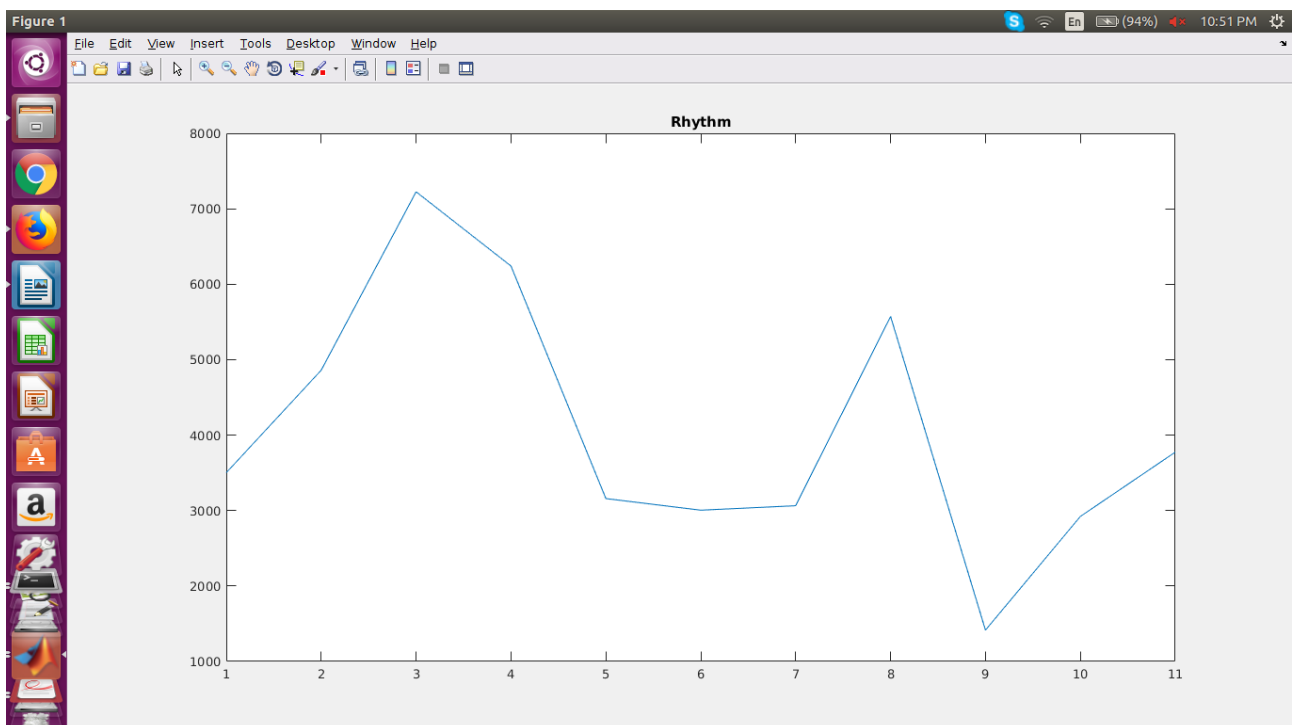 Figure 1
En (94%) 10:51 PM
File Edit View Insert Tools Desktop Window Help
Rhythm
8000
7000
6000
5000
4000
3000
2000
1000
1 2 3 4 5 6 7 8 9 10 11